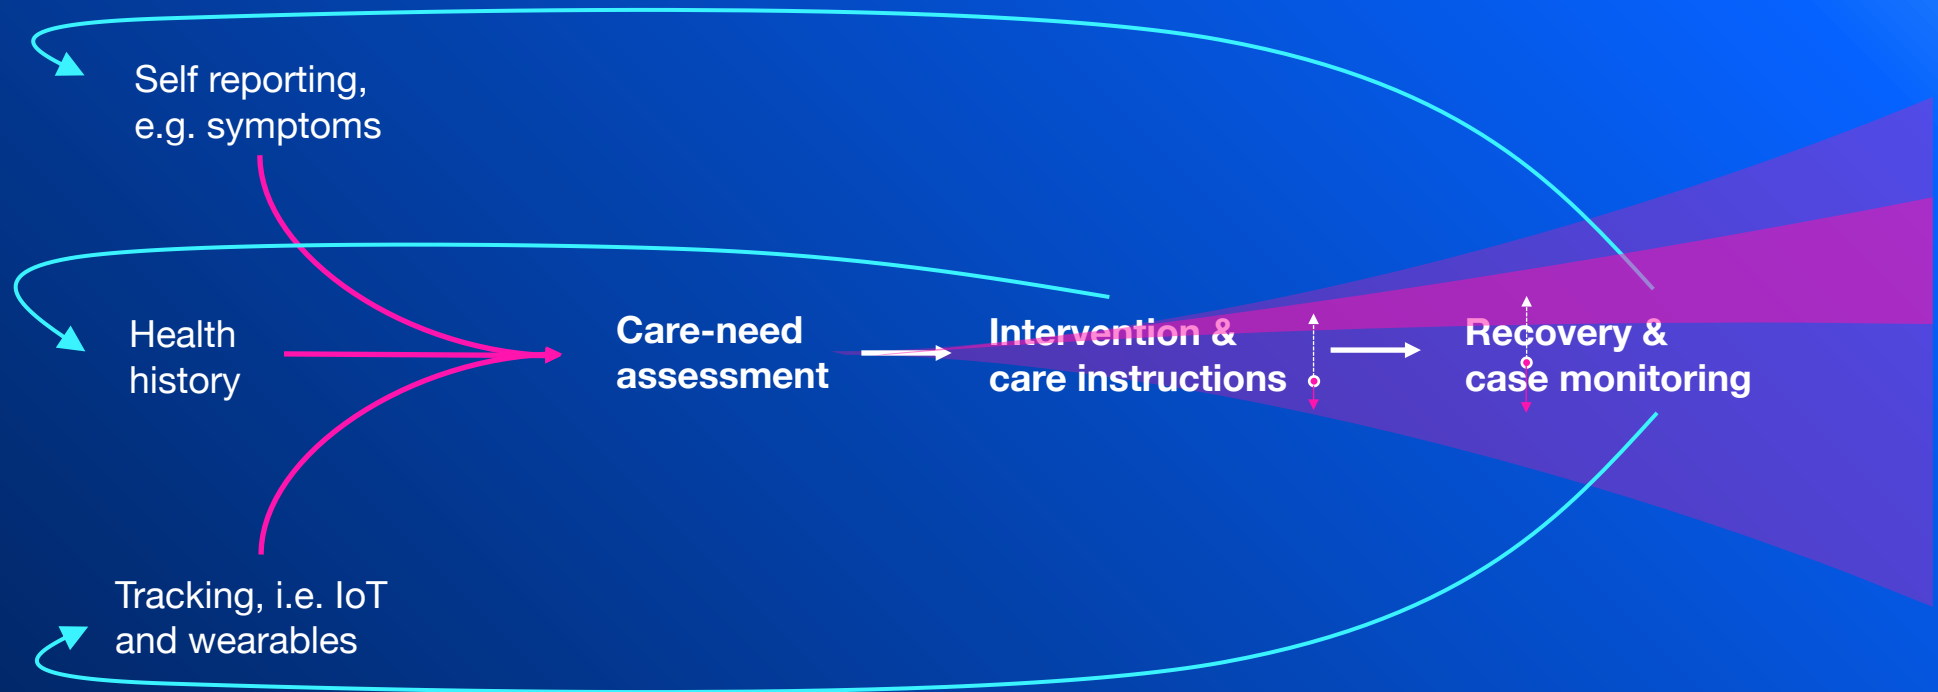 Self reporting,
e.g. symptoms
Health
history
Care-need
assessment
Intervention &
care instructions
Recovery &
case monitoring
Tracking, i.e. IoT
and wearables